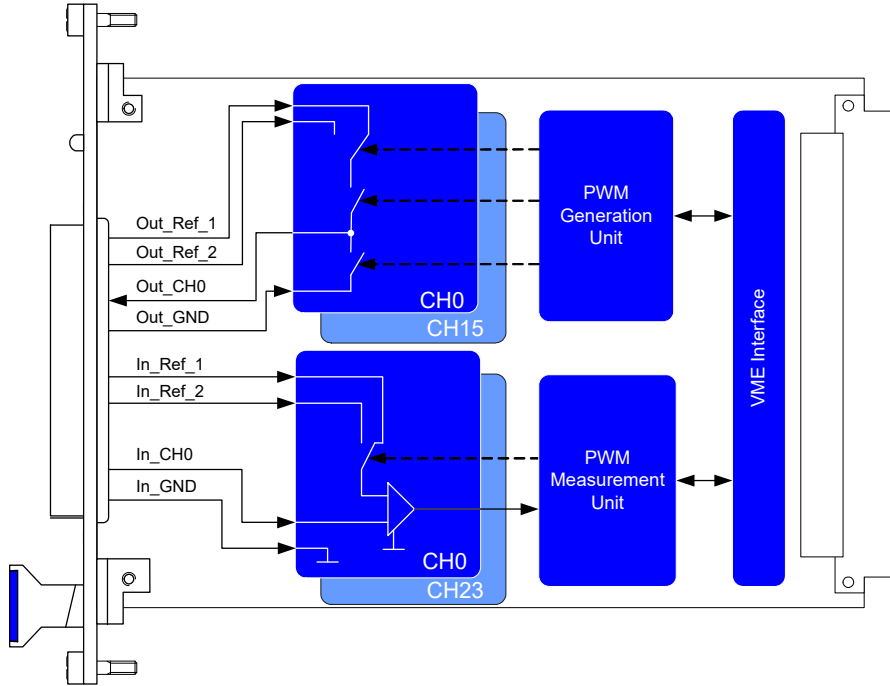 Out_Ref_1
Out_Ref_2
Out_CH0
Out_GND
CH0
CH15
PWM
Generation
Unit
VME Interface
In_Ref_1
In_Ref_2
In_CH0
In_GND
CH0
CH23
PWM
Measurement
Unit